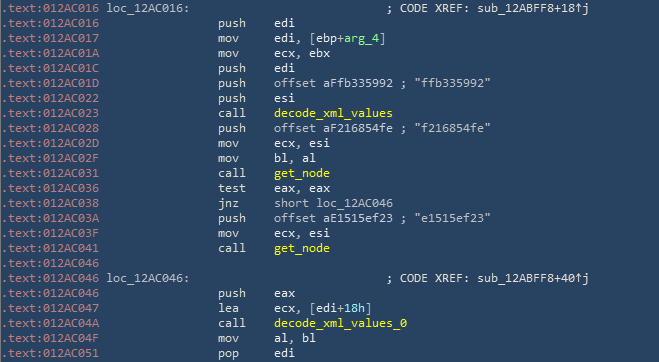 .text:012AC016 loc_12AC016: ; CODE XREF: sub_12ABFF8+18↑j
.text:012AC016 push edi
.text:012AC017 mov edi, [ebp+arg_4]
.text:012AC01A mov ecx, ebx
.text:012AC01C push edi
.text:012AC01D push offset aFfb335992 ; "ffb335992"
.text:012AC022 push esi
.text:012AC023 call decode_xml_values
.text:012AC028 push offset aF216854fe ; "f216854fe"
.text:012AC02D mov ecx, esi
.text:012AC02F mov bl, al
.text:012AC031 call get_node
.text:012AC036 test eax, eax
.text:012AC038 jnz short loc_12AC046
.text:012AC03A push offset aE1515ef23 ; "e1515ef23"
.text:012AC03F mov ecx, esi
.text:012AC041 call get_node
.text:012AC046
.text:012AC046 loc_12AC046: ; CODE XREF: sub_12ABFF8+40↑j
.text:012AC046 push eax
.text:012AC047 lea ecx, [edi+18h]
.text:012AC04A call decode_xml_values_0
.text:012AC04F mov al, bl
.text:012AC051 pop edi